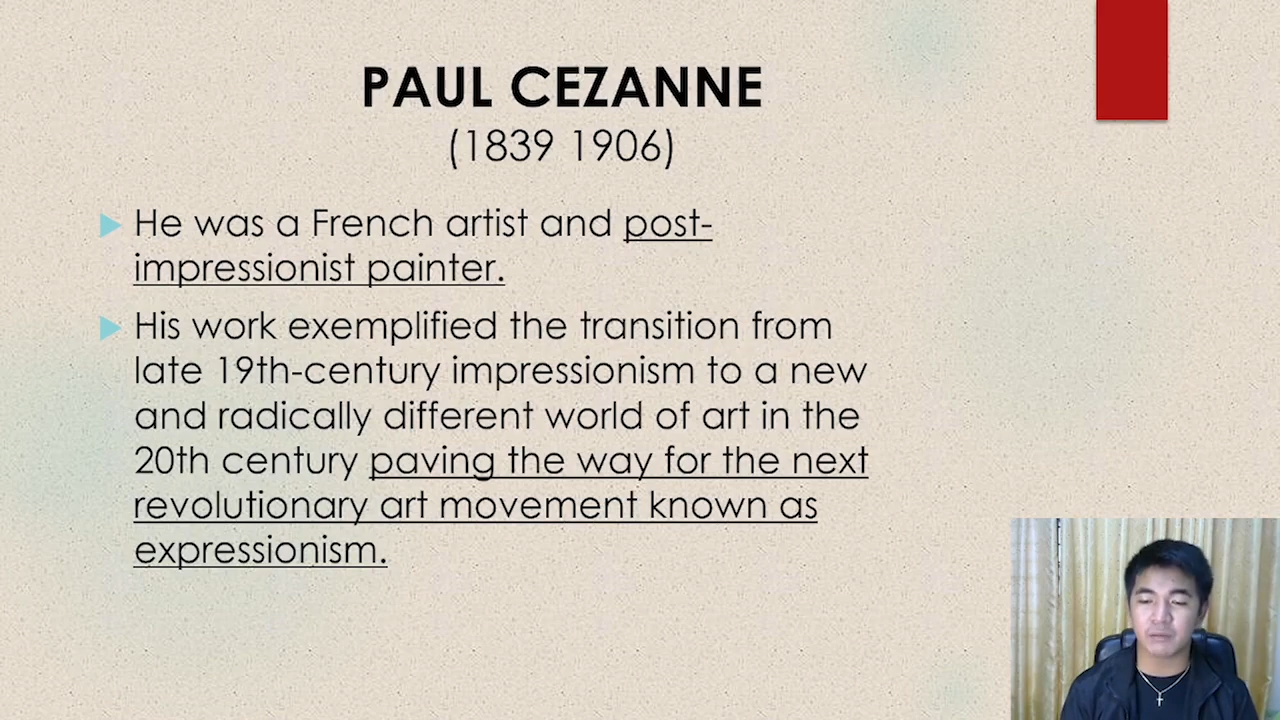 PAUL CEZANNE
(1839 1906)
He was a French artist and post-
impressionist painter.
His work exemplified the transition from
late 19th-century impressionism to a new
and radically different world of art in the
20th century paving the way for the next
revolutionary art movement known as
expressionism.